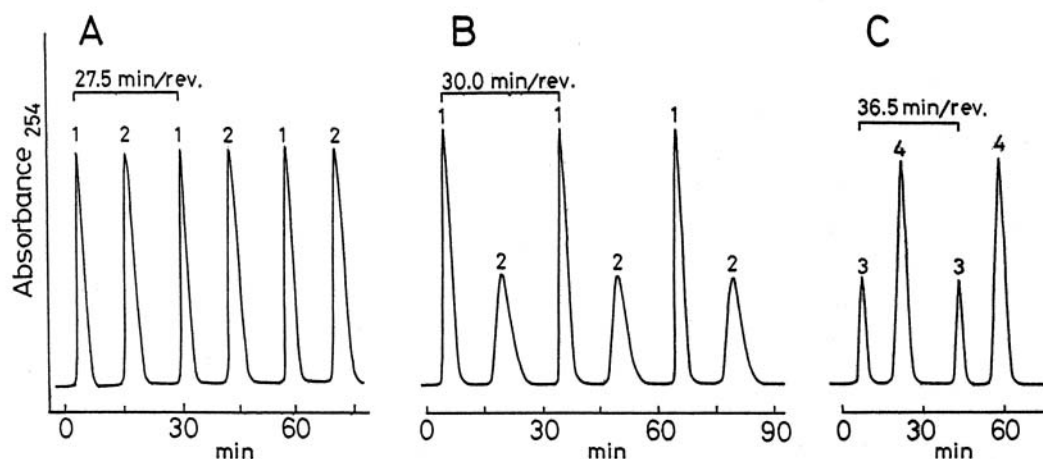 A
27.5 min/rev.
1 2 1 2 1 2
Absorbance 254
0 30 60
min
B
30.0 min/rev.
1 1 1
2 2 2
0 30 60 90
min
C
36.5 min/rev.
4 4
3 3
0 30 60
min